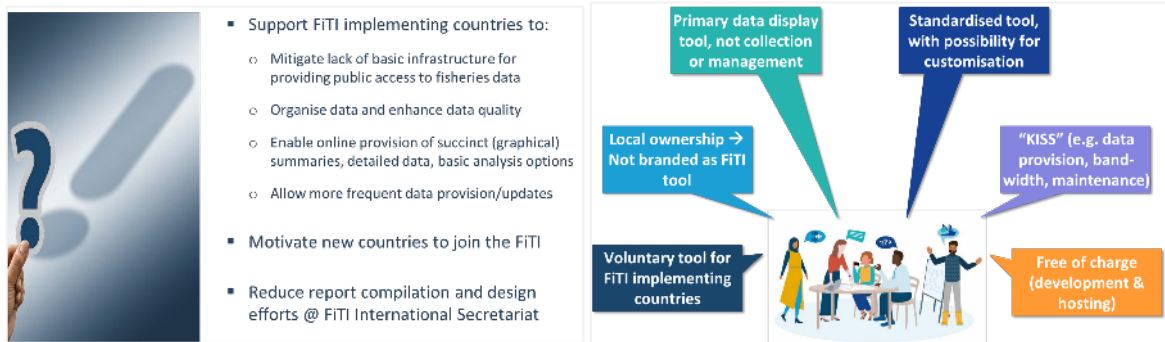 ▪ Support FiTI implementing countries to:
o Mitigate lack of basic infrastructure for
providing public access to fisheries data
o Organise data and enhance data quality
o Enable online provision of succinct (graphical)
summaries, detailed data, basic analysis options
o Allow more frequent data provision/updates
▪ Motivate new countries to join the FiTI
▪ Reduce report compilation and design
efforts @ FiTI International Secretariat
Primary data display
tool, not collection
or management
Standardised tool,
with possibility for
customisation
Local ownership →
Not branded as FiTI
tool
"KISS" (e.g. data
provision, band-
width, maintenance)
Voluntary tool for
FiTI implementing
countries
Free of charge
(development &
hosting)